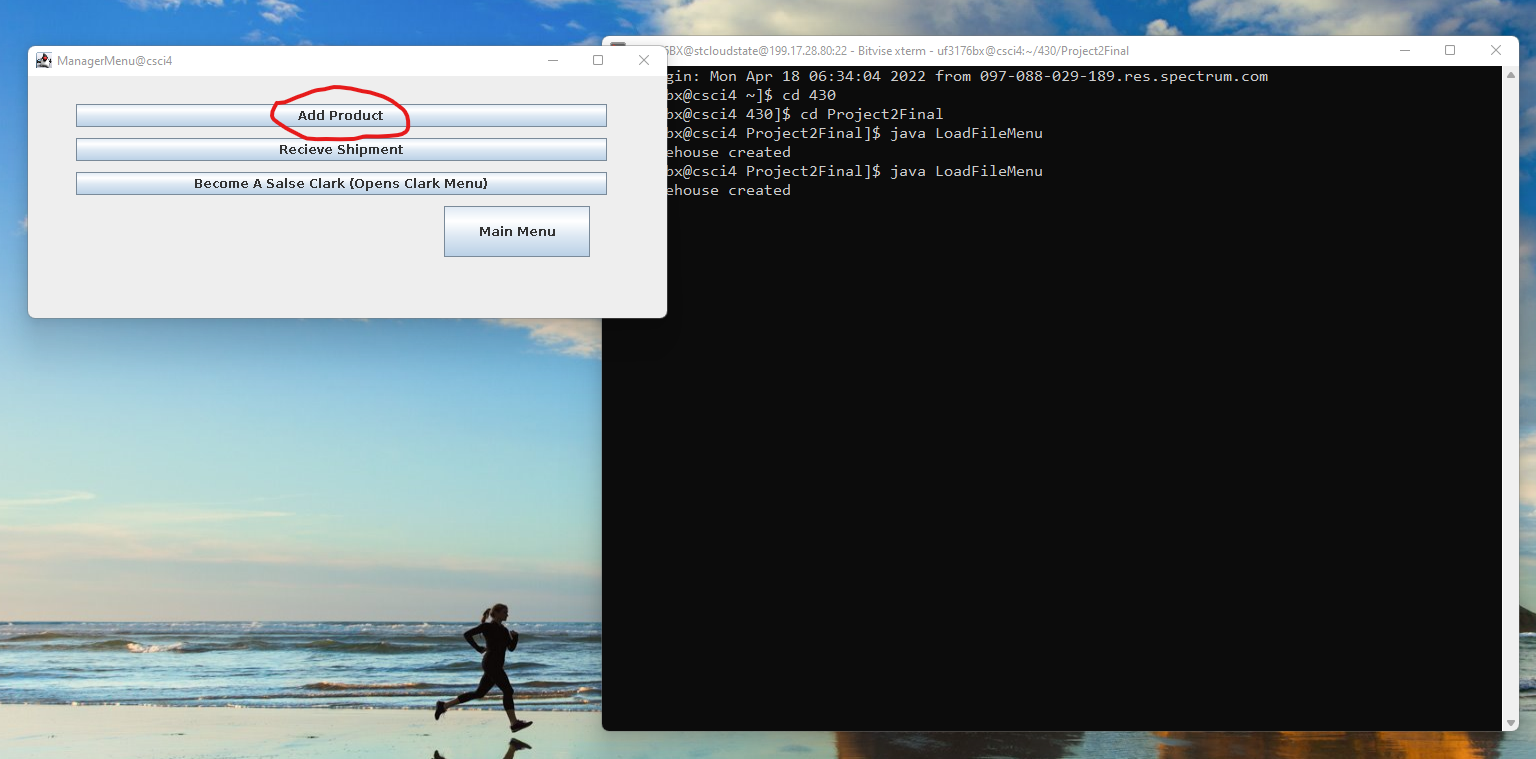 ManagerMenu@csci4
Add Product
Recieve Shipment
Become A Salse Clark {Opens Clark Menu}
Main Menu
6BX@stcloudstate@199.17.28.80:22 - Bitvise xterm - uf3176bx@csci4:~/430/Project2Final
gin: Mon Apr 18 06:34:04 2022 from 097-088-029-189.res.spectrum.com
bx@csci4 ~]$ cd 430
bx@csci4 430]$ cd Project2Final
bx@csci4 Project2Final]$ java LoadFileMenu
ehouse created
bx@csci4 Project2Final]$ java LoadFileMenu
ehouse created